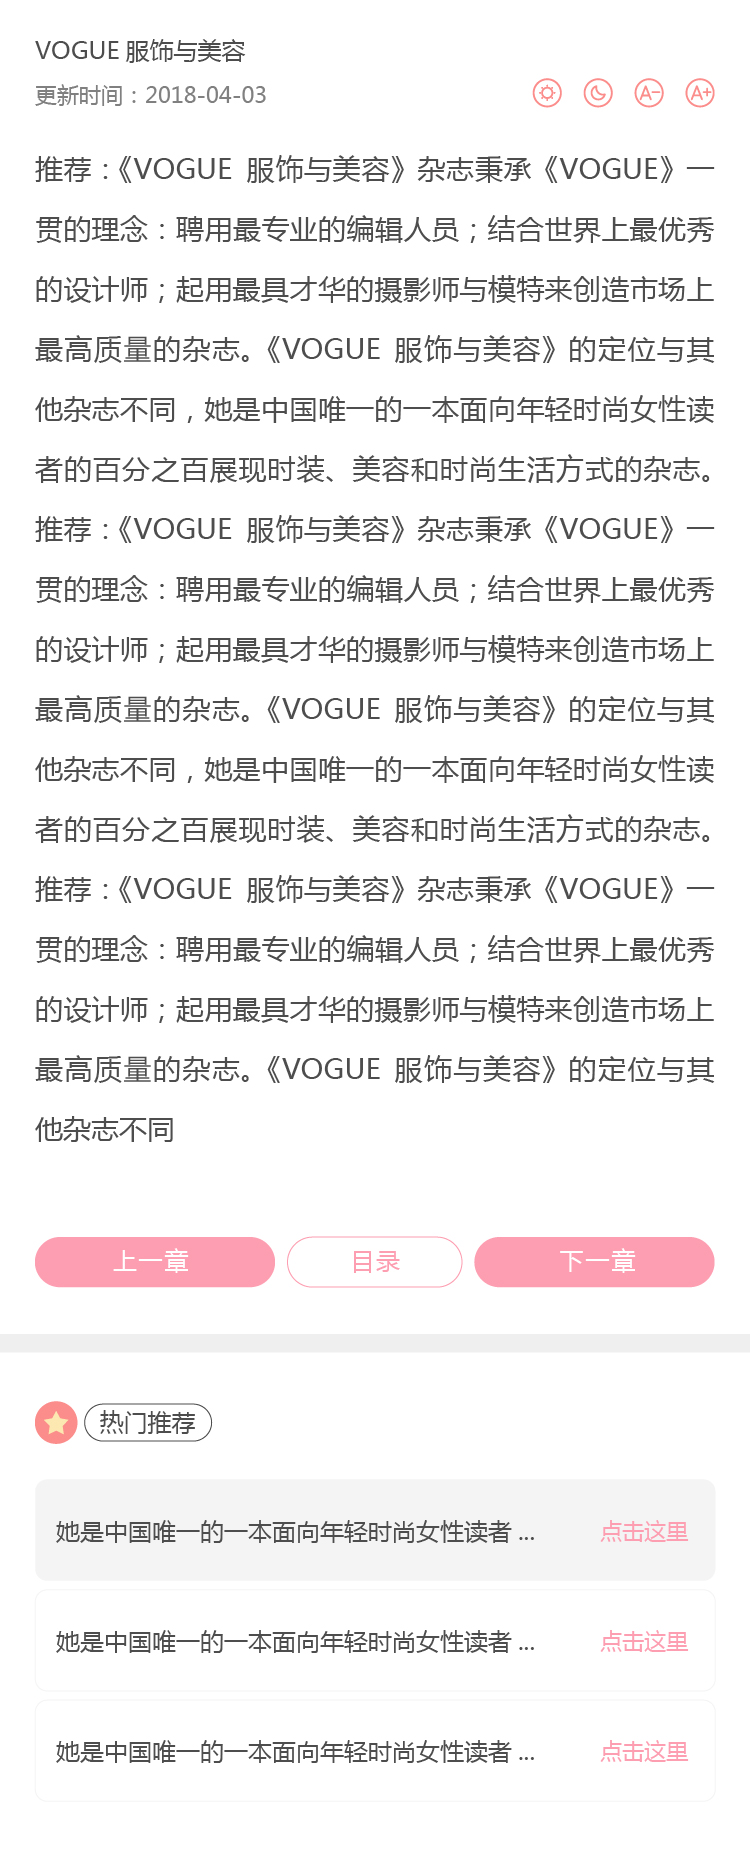 VOGUE 服饰与美容
更新时间：2018-04-03
A- A+
推荐：《VOGUE 服饰与美容》杂志秉承《VOGUE》一
贯的理念：聘用最专业的编辑人员；结合世界上最优秀
的设计师；起用最具才华的摄影师与模特来创造市场上
最高质量的杂志。《VOGUE 服饰与美容》的定位与其
他杂志不同，她是中国唯一的一本面向年轻时尚女性读
者的百分之百展现时装、美容和时尚生活方式的杂志。
推荐：《VOGUE 服饰与美容》杂志秉承《VOGUE》一
贯的理念：聘用最专业的编辑人员；结合世界上最优秀
的设计师；起用最具才华的摄影师与模特来创造市场上
最高质量的杂志。《VOGUE 服饰与美容》的定位与其
他杂志不同，她是中国唯一的一本面向年轻时尚女性读
者的百分之百展现时装、美容和时尚生活方式的杂志。
推荐：《VOGUE 服饰与美容》杂志秉承《VOGUE》一
贯的理念：聘用最专业的编辑人员；结合世界上最优秀
的设计师；起用最具才华的摄影师与模特来创造市场上
最高质量的杂志。《VOGUE 服饰与美容》的定位与其
他杂志不同
上一章 目录 下一章
热门推荐
她是中国唯一的一本面向年轻时尚女性读者 ... 点击这里
她是中国唯一的一本面向年轻时尚女性读者 ... 点击这里
她是中国唯一的一本面向年轻时尚女性读者 ... 点击这里